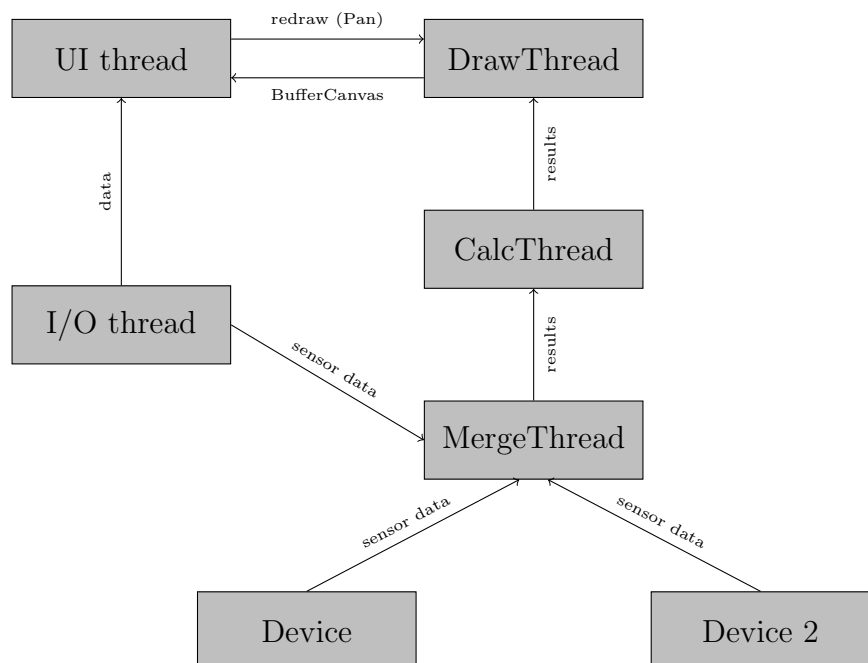 redraw (Pan)
UI thread
DrawThread
BufferCanvas
data
results
CalcThread
I/O thread
sensor data
results
MergeThread
sensor data
sensor data
Device
Device 2